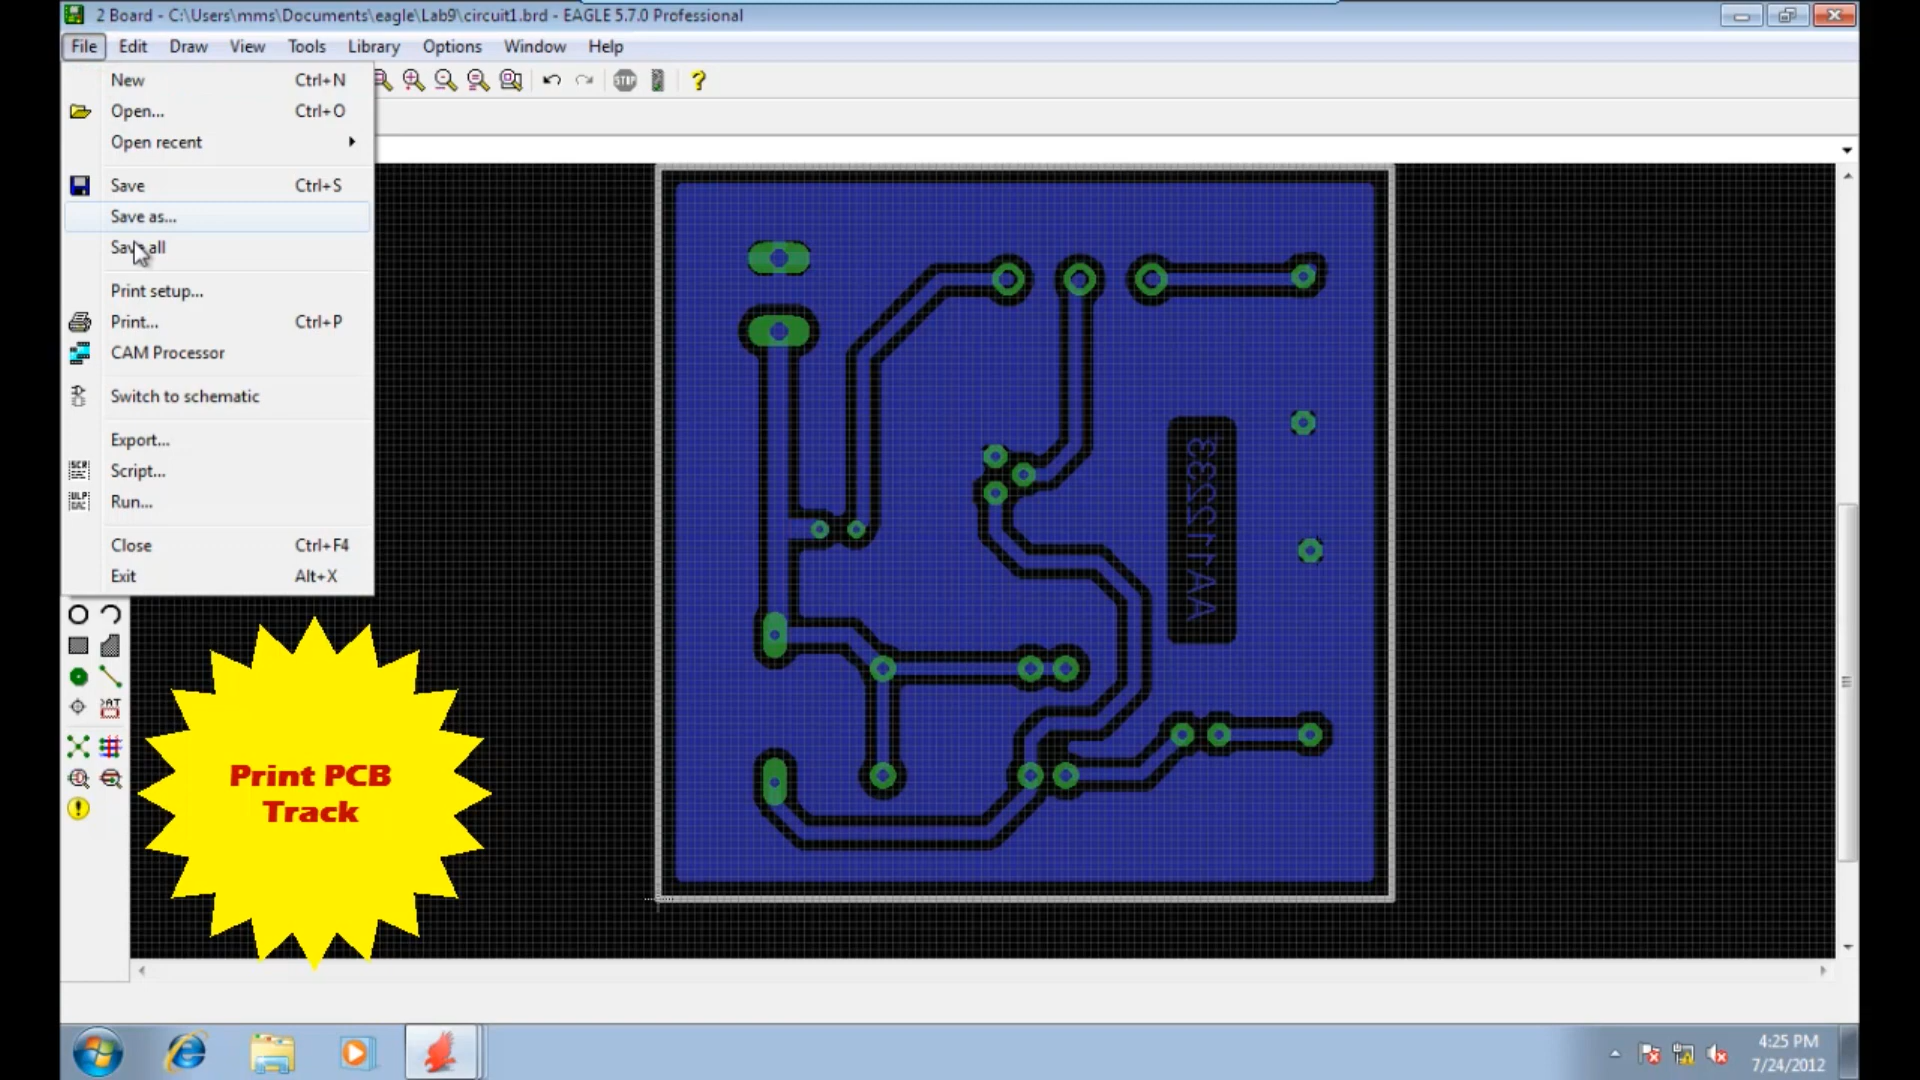 2 Board - C:\Users\mms\Documents\eagle\Lab9\circuit1.brd - EAGLE 5.7.0 Professional
File Edit Draw View Tools Library Options Window Help
New Ctrl+N
Open... Ctrl+O
Open recent
Save Ctrl+S
Save as...
Save all
Print setup...
Print... Ctrl+P
CAM Processor
Switch to schematic
Export...
Script...
Run...
Close Ctrl+F4
Exit Alt+X
STOP
AA12233
Print PCB
Track
4:25 PM
7/24/2012